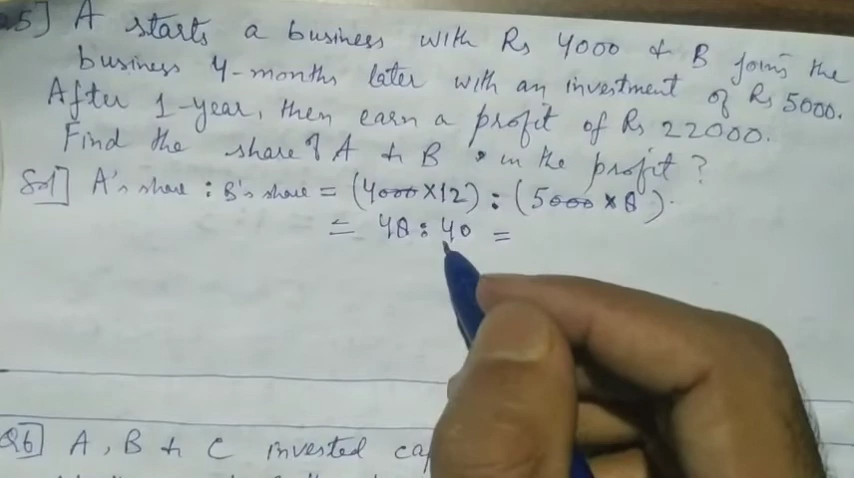 25] A starts a business with Rs 4000 & B joins the
business 4-months later with an investment of Rs 5000.
After 1-year, then earn a profit of Rs 22000.
Find the share of A & B in the profit?
Sol] A's share : B's share = (4000 × 12) : (5000 × 8).
= 48 : 40 =
Q6] A, B & C invested cap